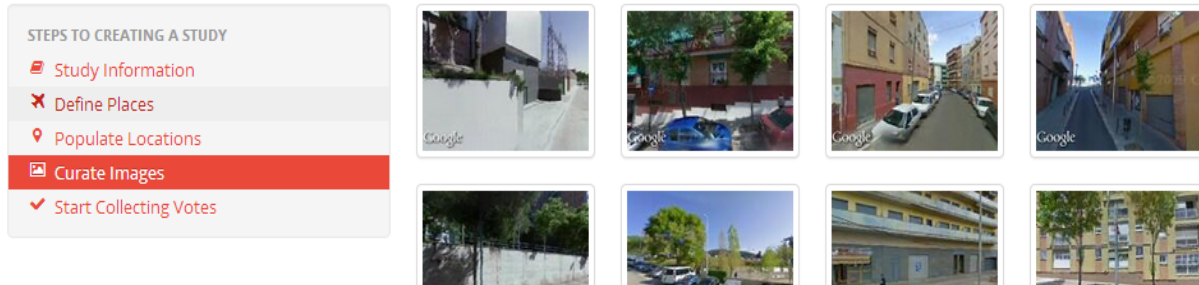 STEPS TO CREATING A STUDY
Study Information
Define Places
Populate Locations
Curate Images
Start Collecting Votes
Google
Google
Google
Google